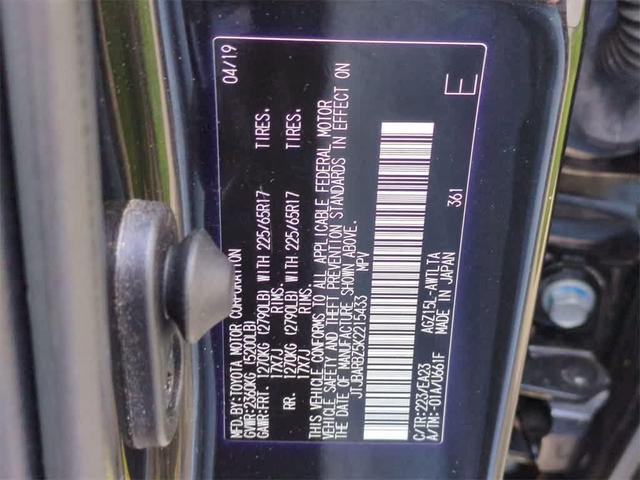 MFD.BY:TOYOTA MOTOR CORPORATION 04/19
GVWR:2360KG (5200LB)
GAWR:FRT. 1270KG (2790LB) WITH 225/65R17 TIRES.
17X7J RIMS.
RR. 1270KG (2790LB) WITH 225/65R17 TIRES.
17X7J RIMS.
THIS VEHICLE CONFORMS TO ALL APPLICABLE FEDERAL MOTOR
VEHICLE SAFETY AND THEFT PREVENTION STANDARDS IN EFFECT ON
THE DATE OF MANUFACTURE SHOWN ABOVE.
JTJBARBZ5K2215433 MPV
C/TR:223/EA23 AGZ15L-AWTLTA 361 E
A/TM:-01A/U661F MADE IN JAPAN